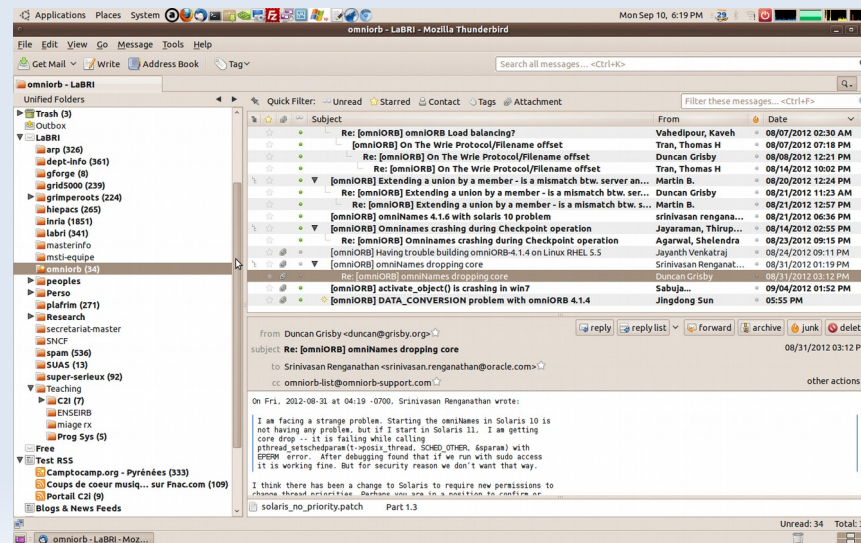 Applications Places System
Mon Sep 10, 6:19 PM 29
omniorb - LaBRI - Mozilla Thunderbird
File Edit View Go Message Tools Help
Get Mail Write Address Book Tag
Search all messages... <Ctrl+K>
omniorb - LaBRI
Unified Folders
Trash (3)
Outbox
LaBRI
arp (326)
dept-info (361)
gforge (8)
grid5000 (239)
grimperoots (224)
hiepacs (265)
inria (1851)
labri (341)
masterinfo
msti-equipe
omniorb (34)
peoples
Perso
plafrim (271)
Research
secretariat-master
SNCF
spam (536)
SUAS (13)
super-serieux (92)
Teaching
C2I (7)
ENSEIRB
miage rx
Prog Sys (5)
Free
Test RSS
Camptocamp.org - Pyrénées (333)
Coups de coeur musiq... sur Fnac.com (109)
Portail C2i (9)
Blogs & News Feeds
Quick Filter: Unread Starred Contact Tags Attachment
Filter these messages... <Ctrl+F>
Subject From Date
Re: [omniORB] omniORB Load balancing? Vahedipour, Kaveh 08/07/2012 02:30 AM
[omniORB] On The Wrie Protocol/Filename offset Tran, Thomas H 08/07/2012 07:18 PM
Re: [omniORB] On The Wrie Protocol/Filename offset Duncan Grisby 08/08/2012 12:21 PM
Re: [omniORB] On The Wrie Protocol/Filename offset Tran, Thomas H 08/14/2012 10:02 PM
[omniORB] Extending a union by a member - is a mismatch btw. server an... Martin B. 08/20/2012 12:24 PM
Re: [omniORB] Extending a union by a member - is a mismatch btw. ser... Duncan Grisby 08/21/2012 11:23 AM
Re: [omniORB] Extending a union by a member - is a mismatch btw. s... Martin B. 08/21/2012 12:57 PM
[omniORB] omniNames 4.1.6 with solaris 10 problem srinivasan rengana... 08/21/2012 06:36 PM
[omniORB] Omninames crashing during Checkpoint operation Jayaraman, Thirup... 08/14/2012 02:55 PM
Re: [omniORB] Omninames crashing during Checkpoint operation Agarwal, Shelendra 08/23/2012 09:15 PM
[omniORB] Having trouble building omniORB-4.1.4 on Linux RHEL 5.5 Jayanth Venkatraj 08/24/2012 09:11 PM
[omniORB] omniNames dropping core Srinivasan Renganat... 08/31/2012 01:19 PM
Re: [omniORB] omniNames dropping core Duncan Grisby 08/31/2012 03:12 PM
[omniORB] activate_object() is crashing in win7 Sabuja... 09/04/2012 01:52 PM
[omniORB] DATA_CONVERSION problem with omniORB 4.1.4 Jingdong Sun 05:55 PM
from Duncan Grisby <duncan@grisby.org>
reply reply list forward archive junk delet
subject Re: [omniORB] omniNames dropping core 08/31/2012 03:12 P
to Srinivasan Renganathan <srinivasan.renganathan@oracle.com>
cc omniorb-list@omniorb-support.com other actions
On Fri, 2012-08-31 at 04:19 -0700, Srinivasan Renganathan wrote:
I am facing a strange problem. Starting the omniNames in Solaris 10 is
not having any problem, but if I start in Solaris 11, I am getting
core drop -- it is failing while calling
pthread_setschedparam(t->posix_thread, SCHED_OTHER, &sparam) with
EPERM error. After debugging found that if we run with sudo access
it is working fine. But for security reason we don't want that way.
I think there has been a change to Solaris to require new permissions to
change thread priorities. Perhaps you are in a position to confirm or
solaris_no_priority.patch Part 1.3
Unread: 34 Total:
omniorb - LaBRI - Moz...